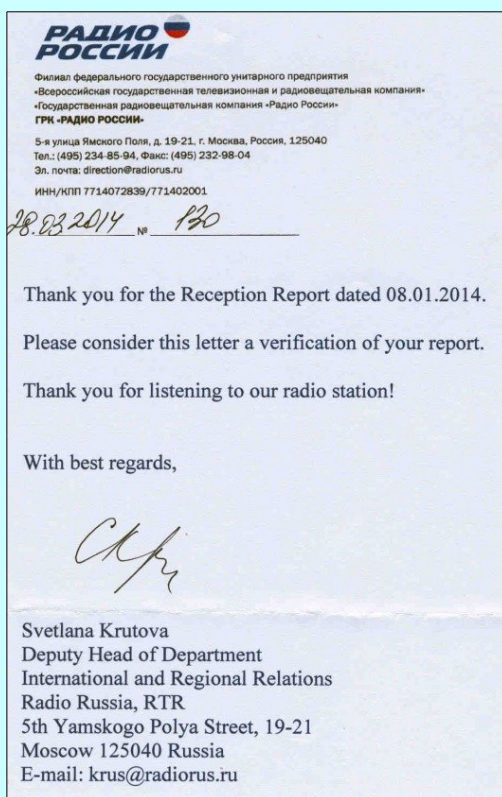 РАДИО
РОССИИ
Филиал федерального государственного унитарного предприятия
«Всероссийская государственная телевизионная и радиовещательная компания»
«Государственная радиовещательная компания «Радио России»
ГРК «РАДИО РОССИИ»
5-я улица Ямского Поля, д. 19-21, г. Москва, Россия, 125040
Тел.: (495) 234-85-94, Факс: (495) 232-98-04
Эл. почта: direction@radiorus.ru
ИНН/КПП 7714072839/771402001
28.03.2014 № 130
Thank you for the Reception Report dated 08.01.2014.
Please consider this letter a verification of your report.
Thank you for listening to our radio station!
With best regards,
Svetlana Krutova
Deputy Head of Department
International and Regional Relations
Radio Russia, RTR
5th Yamskogo Polya Street, 19-21
Moscow 125040 Russia
E-mail: krus@radiorus.ru